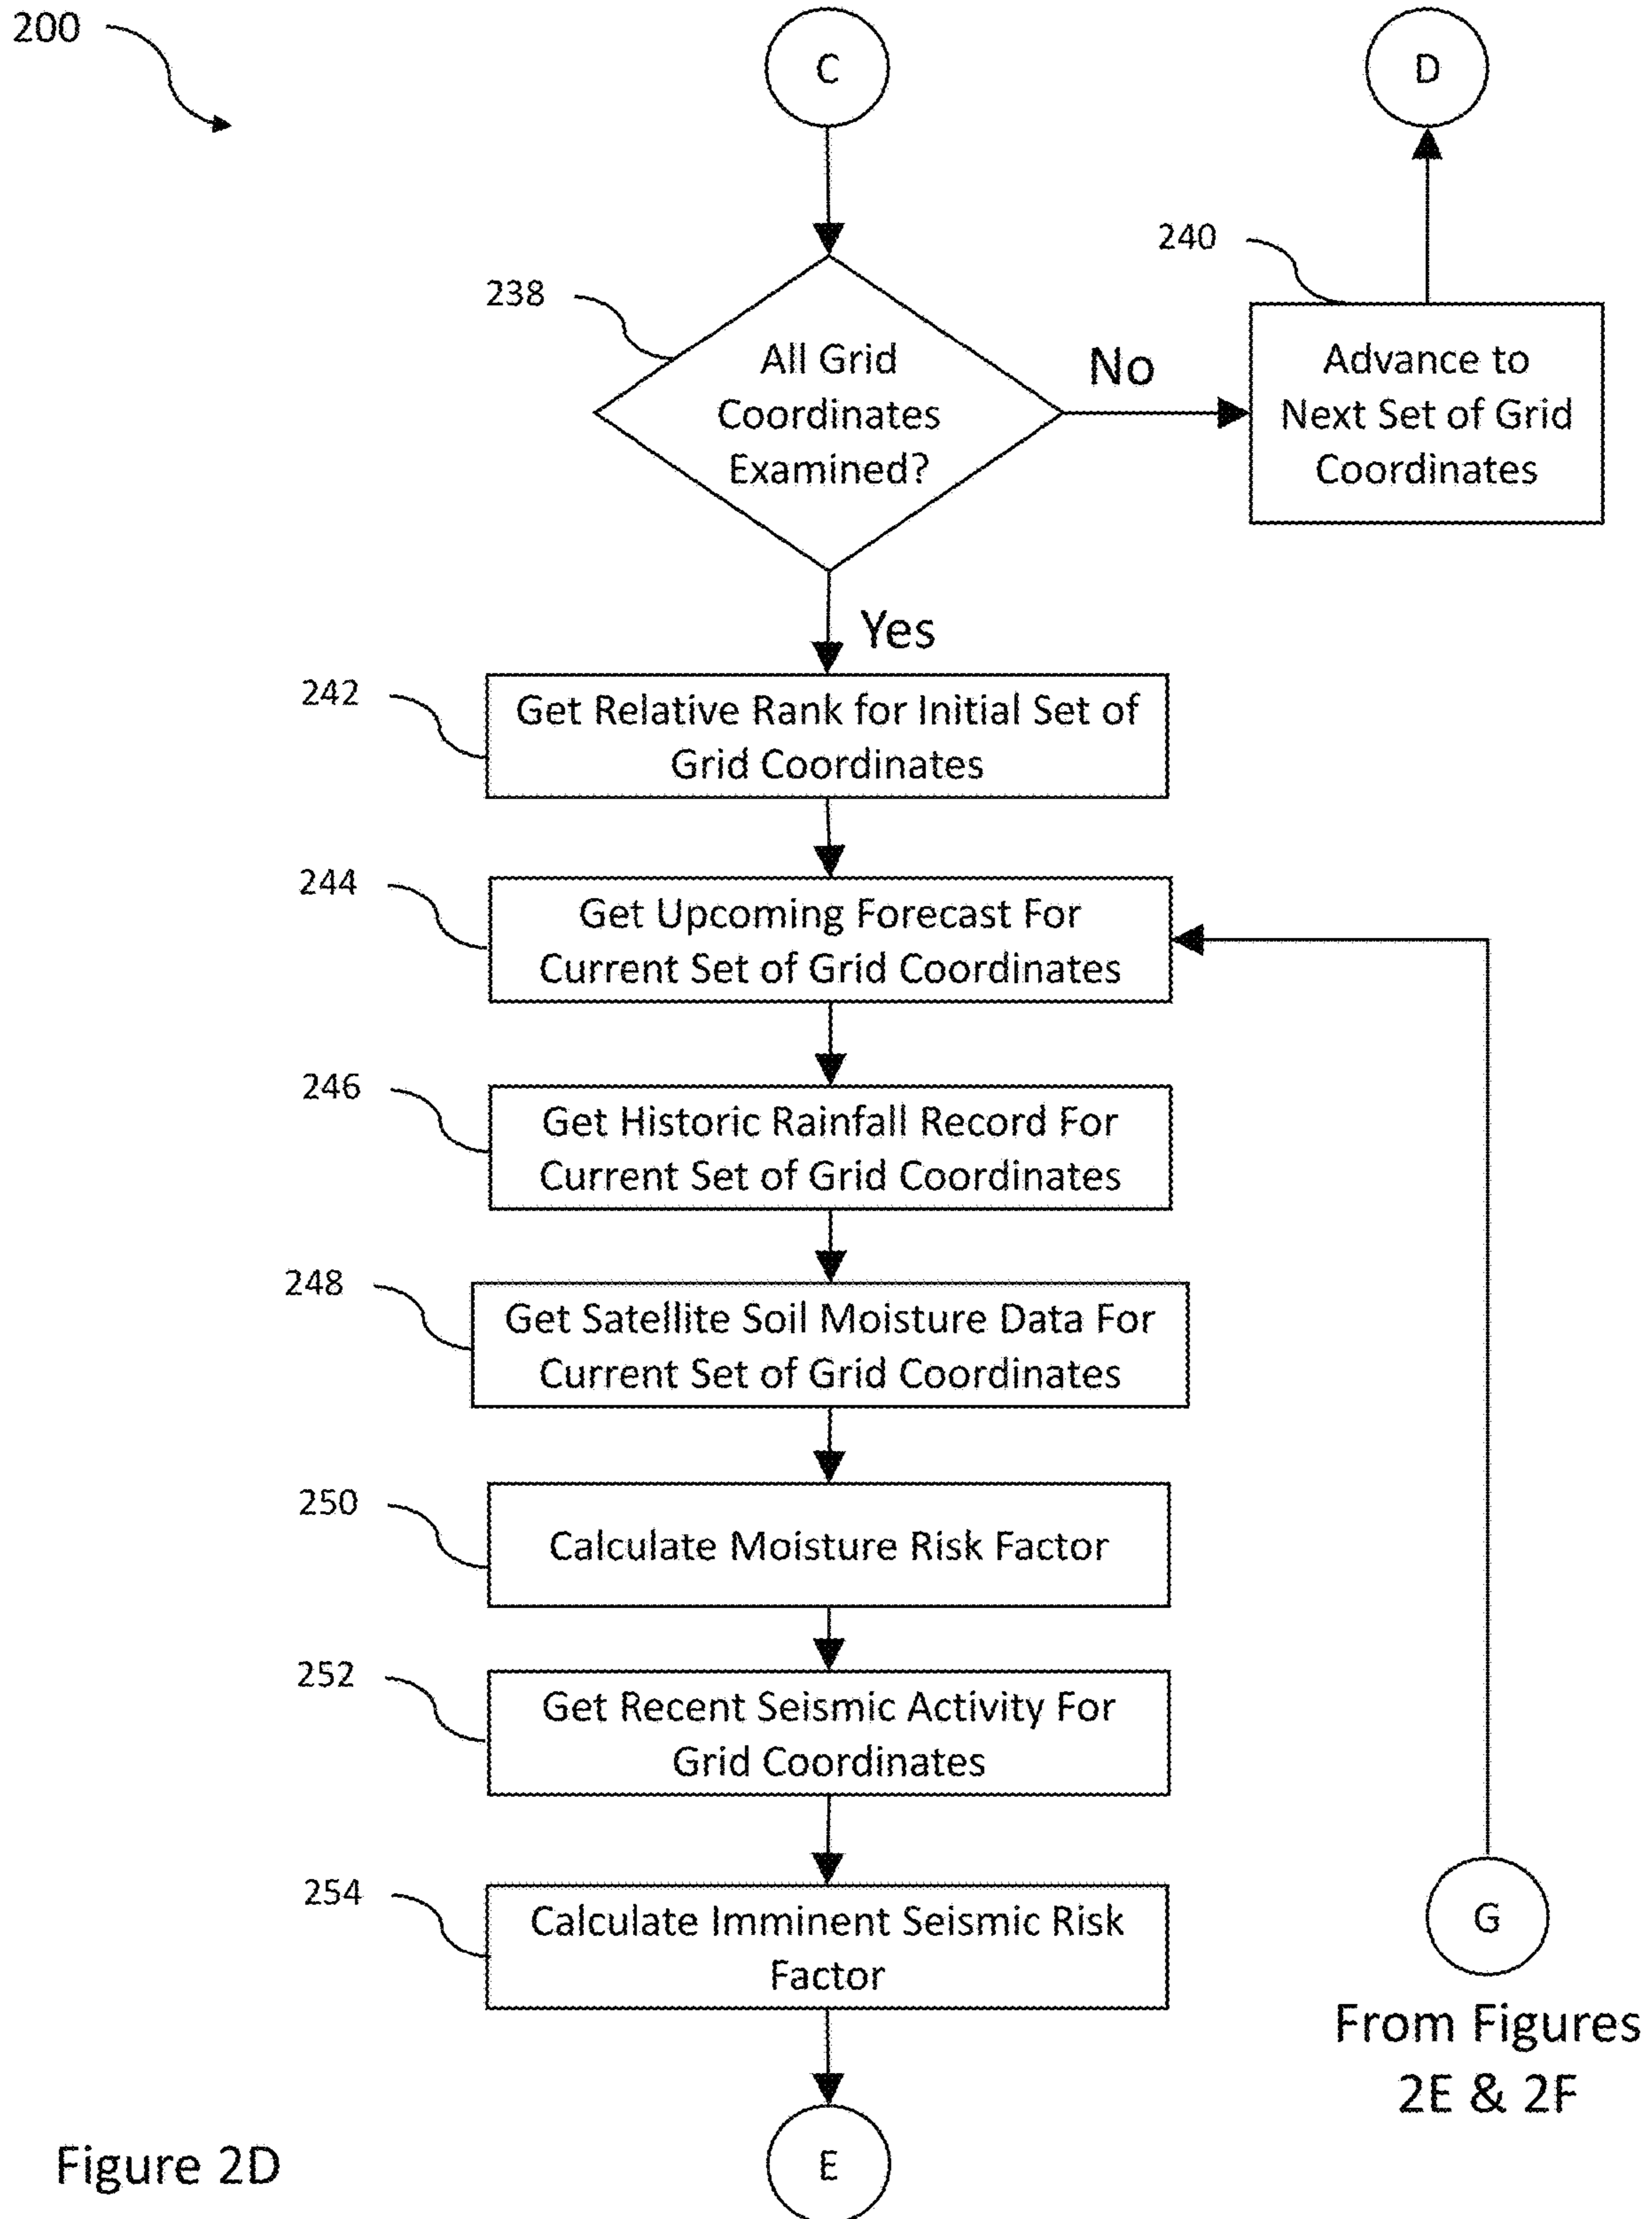 200
C
D
240
238
All Grid
Coordinates
Examined?
No
Advance to
Next Set of Grid
Coordinates
Yes
242
Get Relative Rank for Initial Set of
Grid Coordinates
244
Get Upcoming Forecast For
Current Set of Grid Coordinates
246
Get Historic Rainfall Record For
Current Set of Grid Coordinates
248
Get Satellite Soil Moisture Data For
Current Set of Grid Coordinates
250
Calculate Moisture Risk Factor
252
Get Recent Seismic Activity For
Grid Coordinates
254
Calculate Imminent Seismic Risk
Factor
G
From Figures
2E & 2F
E
Figure 2D